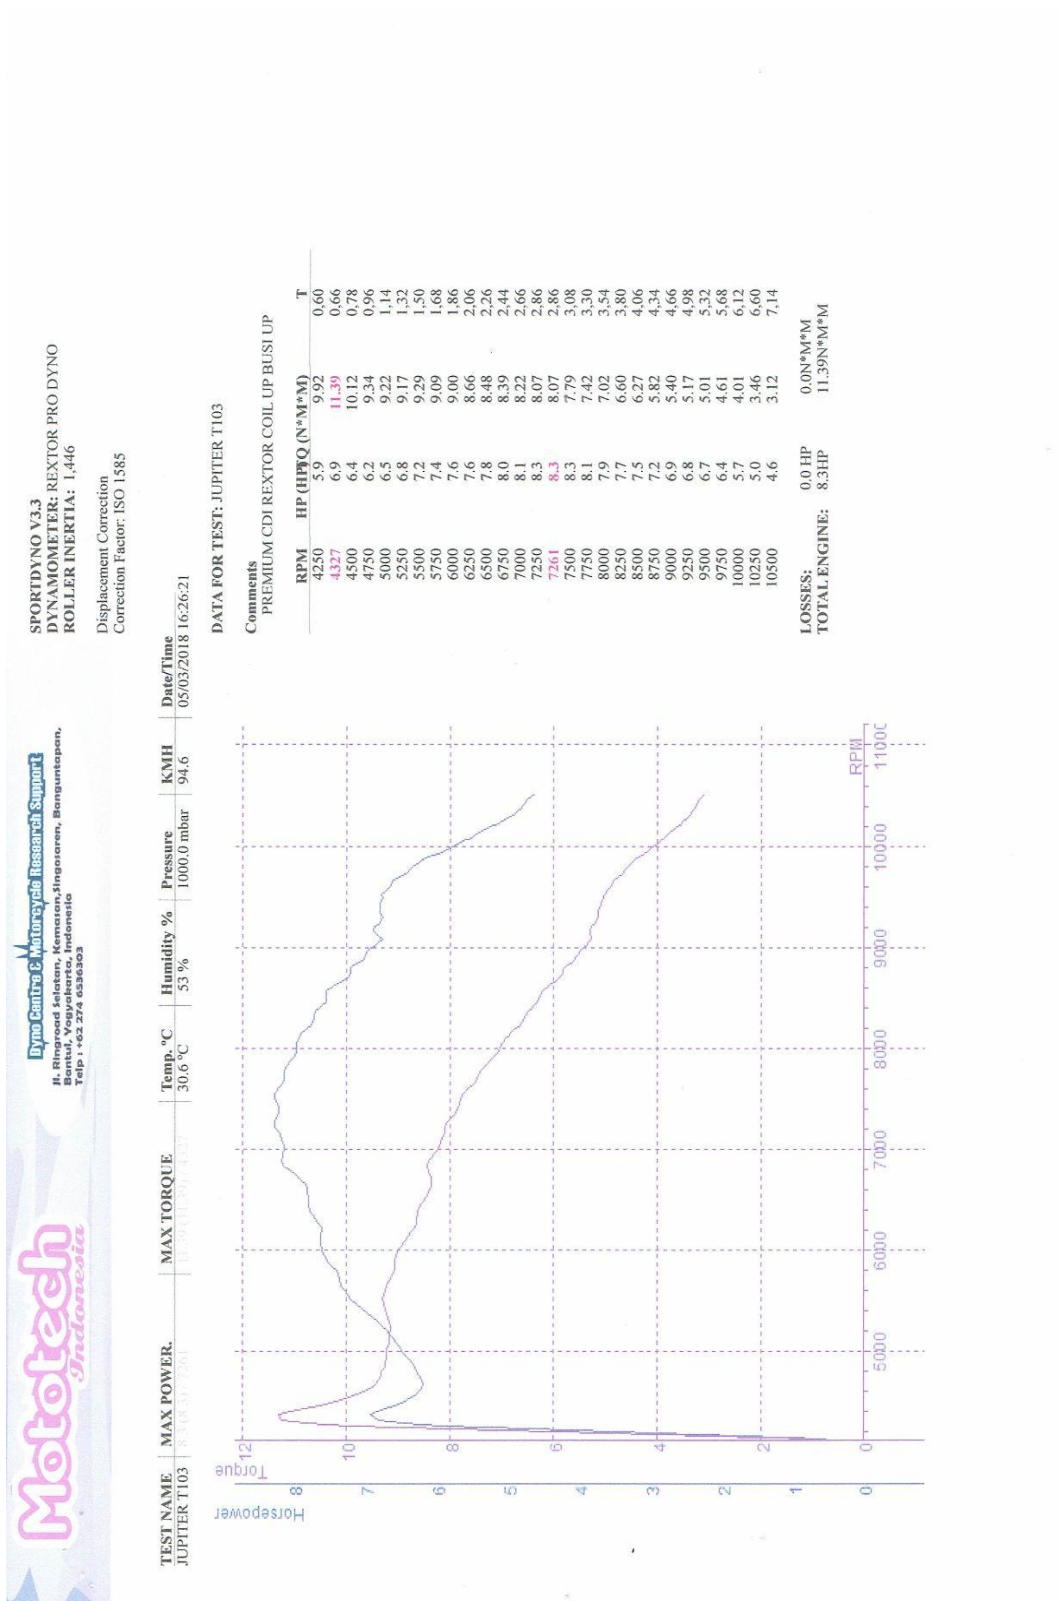 Mototech
Indonesia
Dyno Centre & Motorcycle Research Support
Jl. Ringroad Selatan, Kemasan,Singosaren, Banguntapan,
Bantul, Yogyakarta, Indonesia
Telp : +62 274 6536303
SPORTDYNO V3.3
DYNAMOMETER: REXTOR PRO DYNO
ROLLER INERTIA: 1,446
Displacement Correction
Correction Factor: ISO 1585
TEST NAME MAX POWER. MAX TORQUE Temp. °C Humidity % Pressure KMH Date/Time
JUPITER T103 30.6 °C 53 % 1000.0 mbar 94.6 05/03/2018 16:26:21
DATA FOR TEST: JUPITER T103
Comments
PREMIUM CDI REXTOR COIL UP BUSI UP
RPM HP (HP) TQ (N*M*M) T
4250 5.9 9.92 0,60
4327 6.9 11.39 0,66
4500 6.4 10.12 0,78
4750 6.2 9.34 0,96
5000 6.5 9.22 1,14
5250 6.8 9.17 1,32
5500 7.2 9.29 1,50
5750 7.4 9.09 1,68
6000 7.6 9.00 1,86
6250 7.6 8.66 2,06
6500 7.8 8.48 2,26
6750 8.0 8.39 2,44
7000 8.1 8.22 2,66
7250 8.3 8.07 2,86
7261 8.3 8.07 2,86
7500 8.3 7.79 3,08
7750 8.1 7.42 3,30
8000 7.9 7.02 3,54
8250 7.7 6.60 3,80
8500 7.5 6.27 4,06
8750 7.2 5.82 4,34
9000 6.9 5.40 4,66
9250 6.8 5.17 4,98
9500 6.7 5.01 5,32
9750 6.4 4.61 5,68
10000 5.7 4.01 6,12
10250 5.0 3.46 6,60
10500 4.6 3.12 7,14
LOSSES: 0.0 HP 0.0N*M*M
TOTAL ENGINE: 8.3HP 11.39N*M*M
Horsepower
8
7
6
5
4
3
2
1
0
Torque
12
10
8
6
4
2
0
5000 6000 7000 8000 9000 10000 11000
RPM